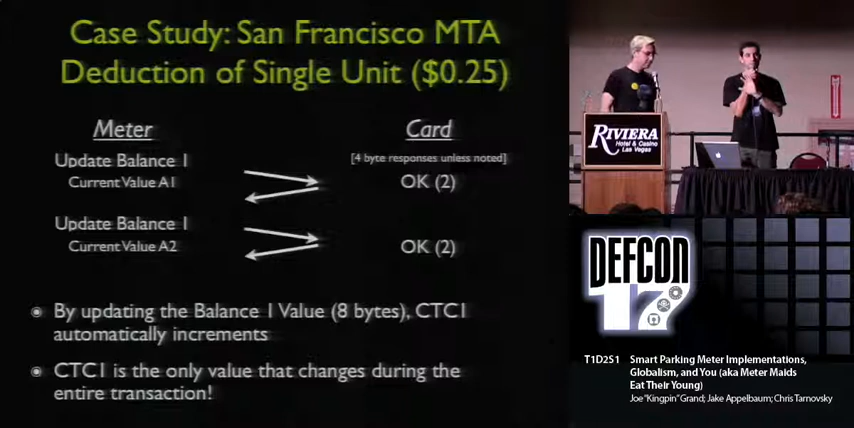 Case Study: San Francisco MTA
Deduction of Single Unit ($0.25)
Meter
Card
Update Balance 1
[4 byte responses unless noted]
Current Value A1
OK (2)
Update Balance 1
Current Value A2
OK (2)
By updating the Balance 1 Value (8 bytes), CTC1
automatically increments
CTC1 is the only value that changes during the
entire transaction!
RIVIERA
Hotel & Casino
Las Vegas
DEFCON
17
T1D2S1
Smart Parking Meter Implementations,
Globalism, and You (aka Meter Maids
Eat Their Young)
Joe "Kingpin" Grand; Jake Appelbaum; Chris Tarnovsky